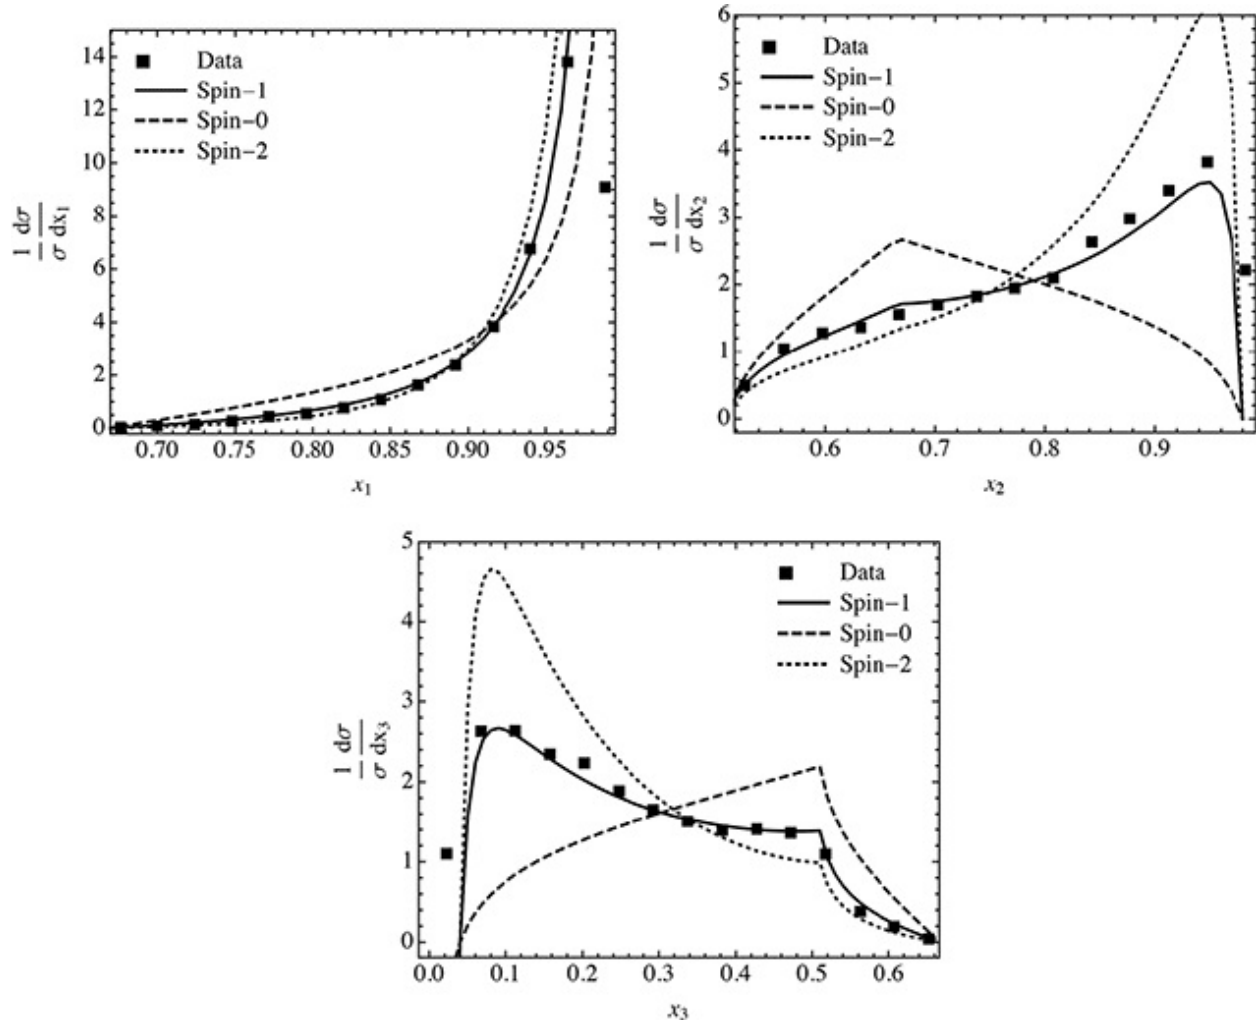 14
12
10
8
6
4
2
0
Data
Spin−1
Spin−0
Spin−2
1 dσ
σ dx₁
0.70 0.75 0.80 0.85 0.90 0.95
x₁
6
5
4
3
2
1
0
Data
Spin−1
Spin−0
Spin−2
1 dσ
σ dx₂
0.6 0.7 0.8 0.9
x₂
5
4
3
2
1
0
Data
Spin−1
Spin−0
Spin−2
1 dσ
σ dx₃
0.0 0.1 0.2 0.3 0.4 0.5 0.6
x₃